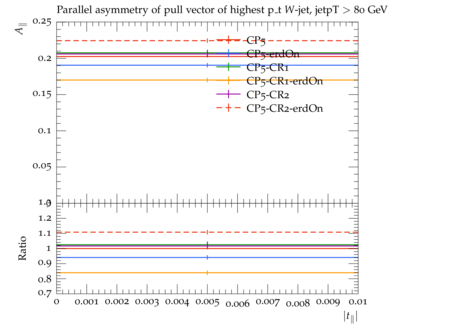 Parallel asymmetry of pull vector of highest p_t W-jet, jetpT > 80 GeV
A∥
0.25
0.2
0.15
0.1
0.05
CP5
CP5-erdOn
CP5-CR1
CP5-CR1-erdOn
CP5-CR2
CP5-CR2-erdOn
Ratio
1.2
1.1
1
0.9
0.8
0.7
0 0.001 0.002 0.003 0.004 0.005 0.006 0.007 0.008 0.009 0.01
|t∥|